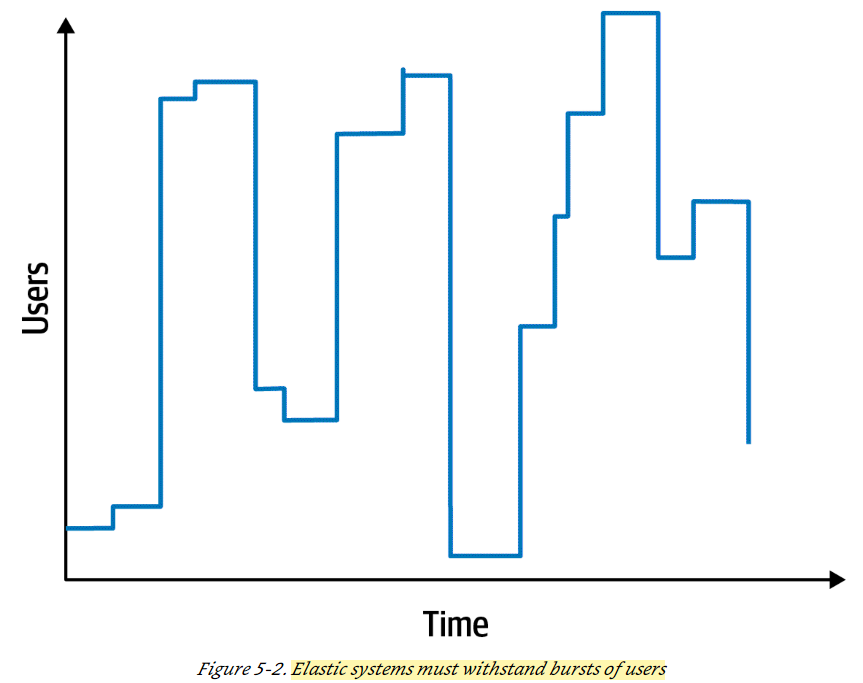 Users
Time
Figure 5-2. Elastic systems must withstand bursts of users